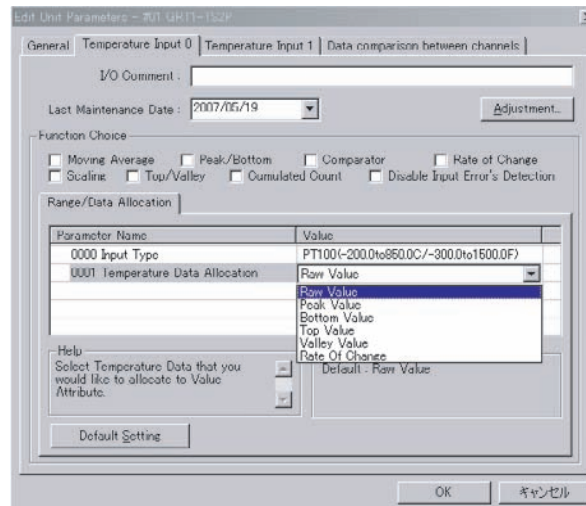 Edit Unit Parameters - #01 GRT1-TS2P
General Temperature Input 0 Temperature Input 1 Data comparison between channels
I/O Comment :
Last Maintenance Date : 2007/05/19 Adjustment...
Function Choice
Moving Average Peak/Bottom Comparator Rate of Change
Scaling Top/Valley Cumulated Count Disable Input Error's Detection
Range/Data Allocation
Parameter Name Value
0000 Input Type PT100(-200.0to850.0C/-300.0to1500.0F)
0001 Temperature Data Allocation Raw Value
Raw Value
Peak Value
Bottom Value
Top Value
Valley Value
Rate Of Change
Help
Select Temperature Data that you
would like to allocate to Value
Attribute.
Default : Raw Value
Default Setting
OK キャンセル